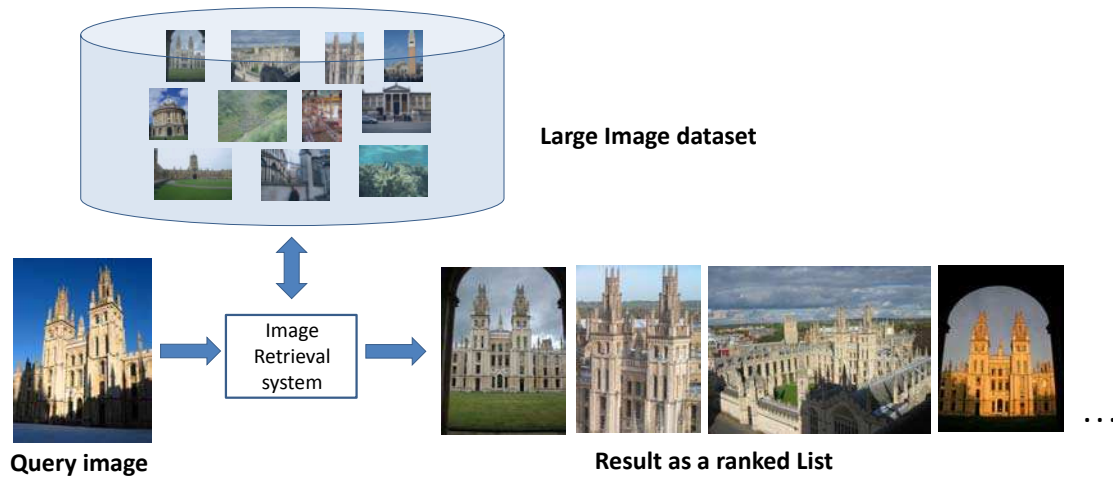 Large Image dataset
Image
Retrieval
system
Query image
Result as a ranked List
. . .